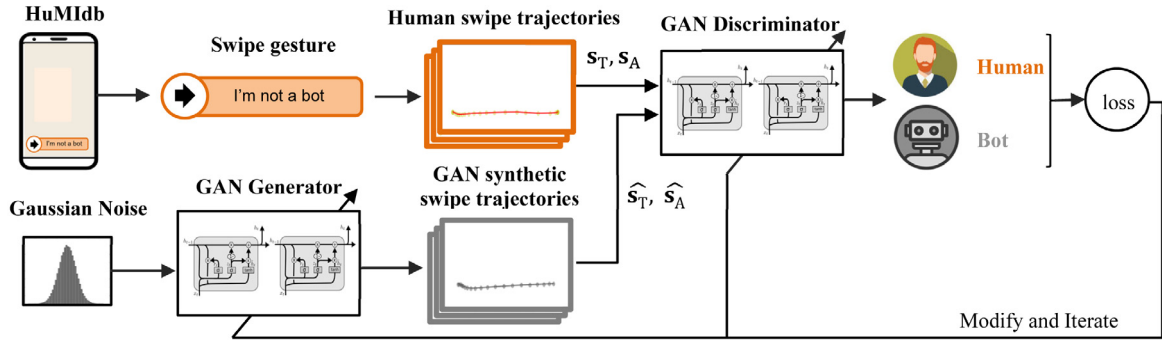 HuMIdb
Swipe gesture
Human swipe trajectories
GAN Discriminator
I'm not a bot
I'm not a bot
s_T, s_A
Human
Bot
loss
Gaussian Noise
GAN Generator
GAN synthetic
swipe trajectories
ŝ_T, ŝ_A
Modify and Iterate